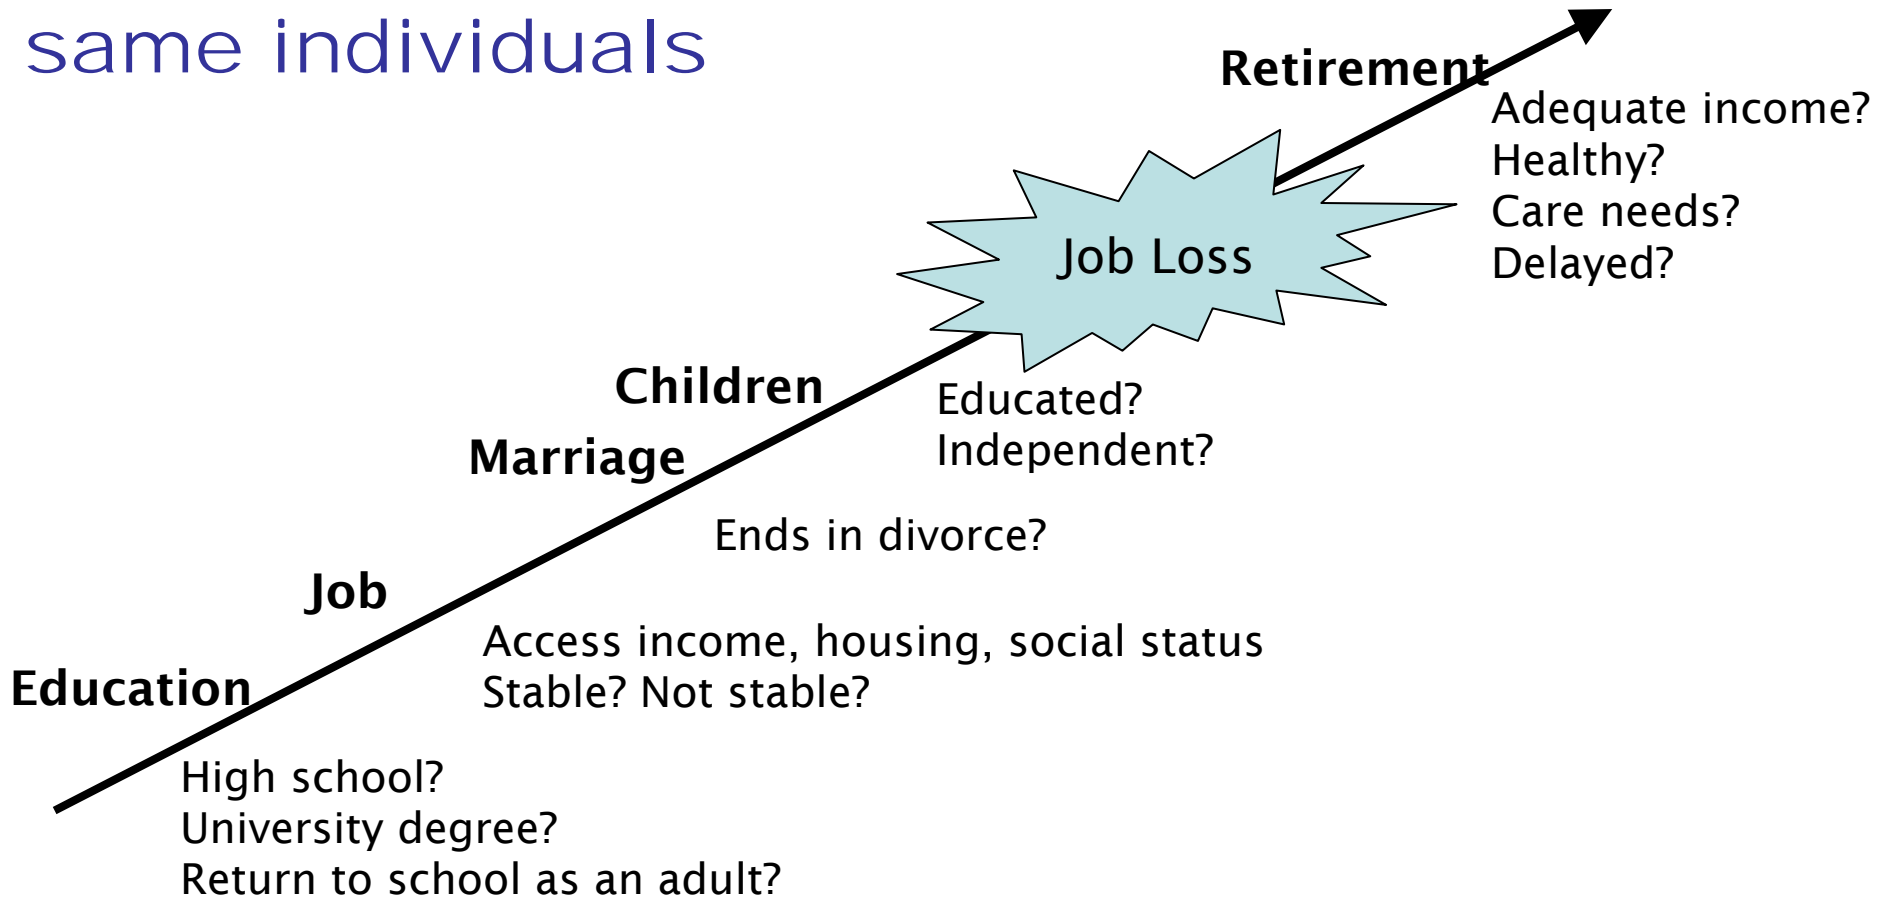 same individuals
Retirement
Adequate income?
Healthy?
Care needs?
Delayed?
Job Loss
Children
Educated?
Independent?
Marriage
Ends in divorce?
Job
Access income, housing, social status
Stable? Not stable?
Education
High school?
University degree?
Return to school as an adult?